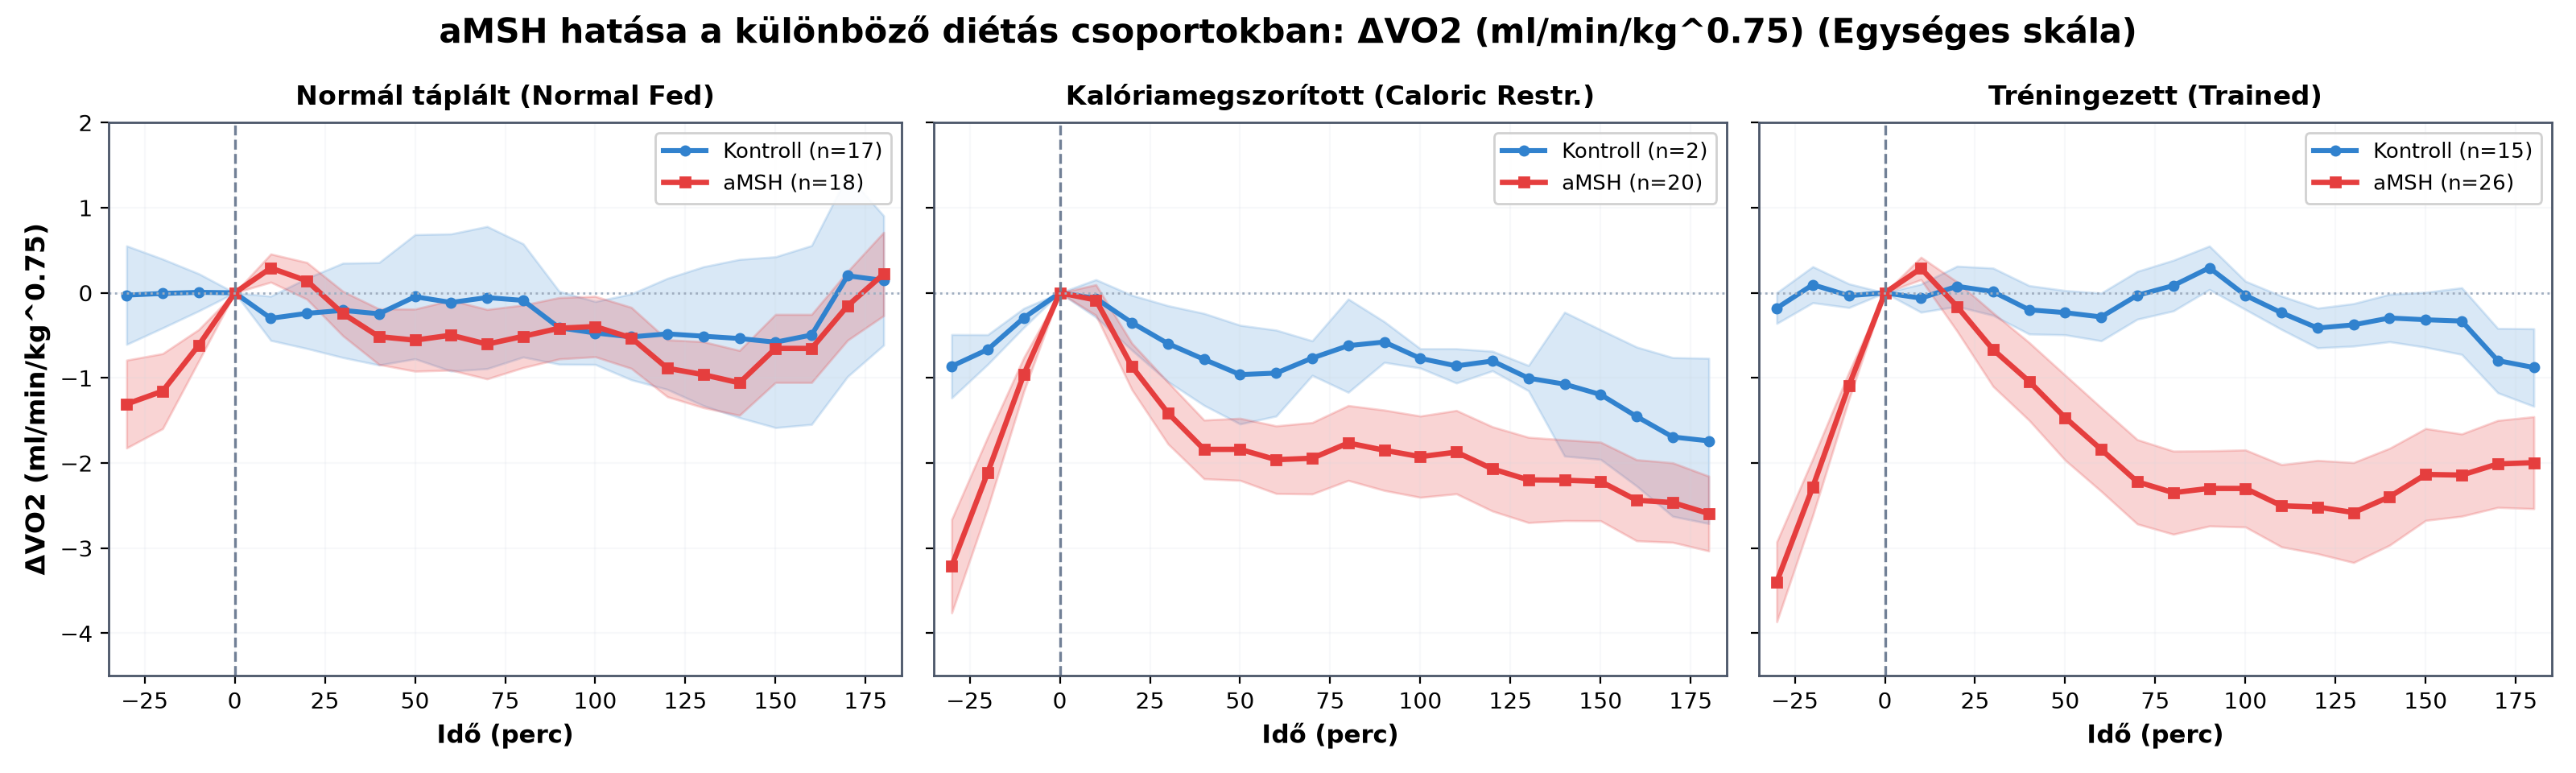 aMSH hatása a különböző diétás csoportokban: ΔVO2 (ml/min/kg^0.75) (Egységes skála)
Normál táplált (Normal Fed)
Kalóriamegszorított (Caloric Restr.)
Tréningezett (Trained)
Kontroll (n=17)
aMSH (n=18)
Kontroll (n=2)
aMSH (n=20)
Kontroll (n=15)
aMSH (n=26)
ΔVO2 (ml/min/kg^0.75)
2
1
0
−1
−2
−3
−4
−25 0 25 50 75 100 125 150 175
−25 0 25 50 75 100 125 150 175
−25 0 25 50 75 100 125 150 175
Idő (perc)
Idő (perc)
Idő (perc)